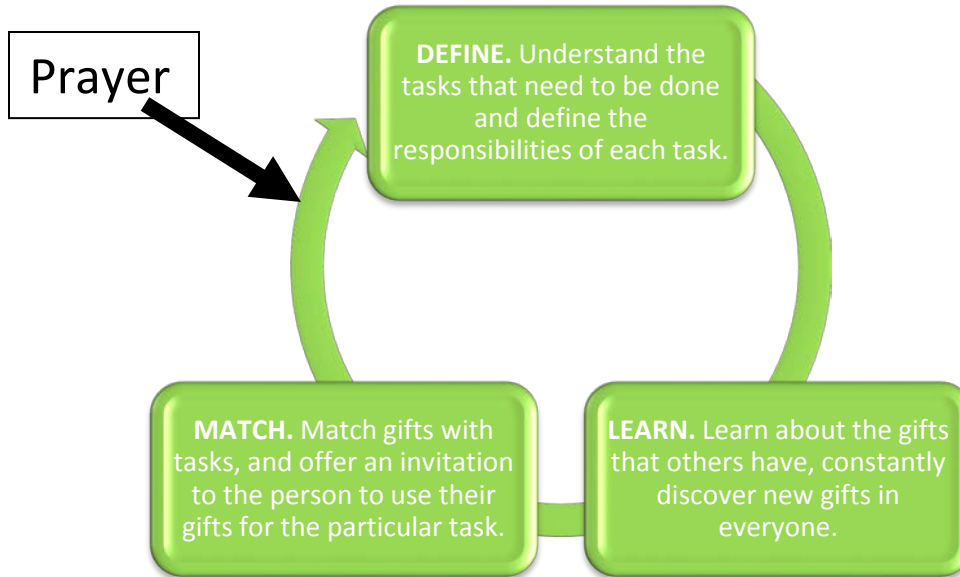 Prayer
DEFINE. Understand the
tasks that need to be done
and define the
responsibilities of each task.
MATCH. Match gifts with
tasks, and offer an invitation
to the person to use their
gifts for the particular task.
LEARN. Learn about the gifts
that others have, constantly
discover new gifts in
everyone.